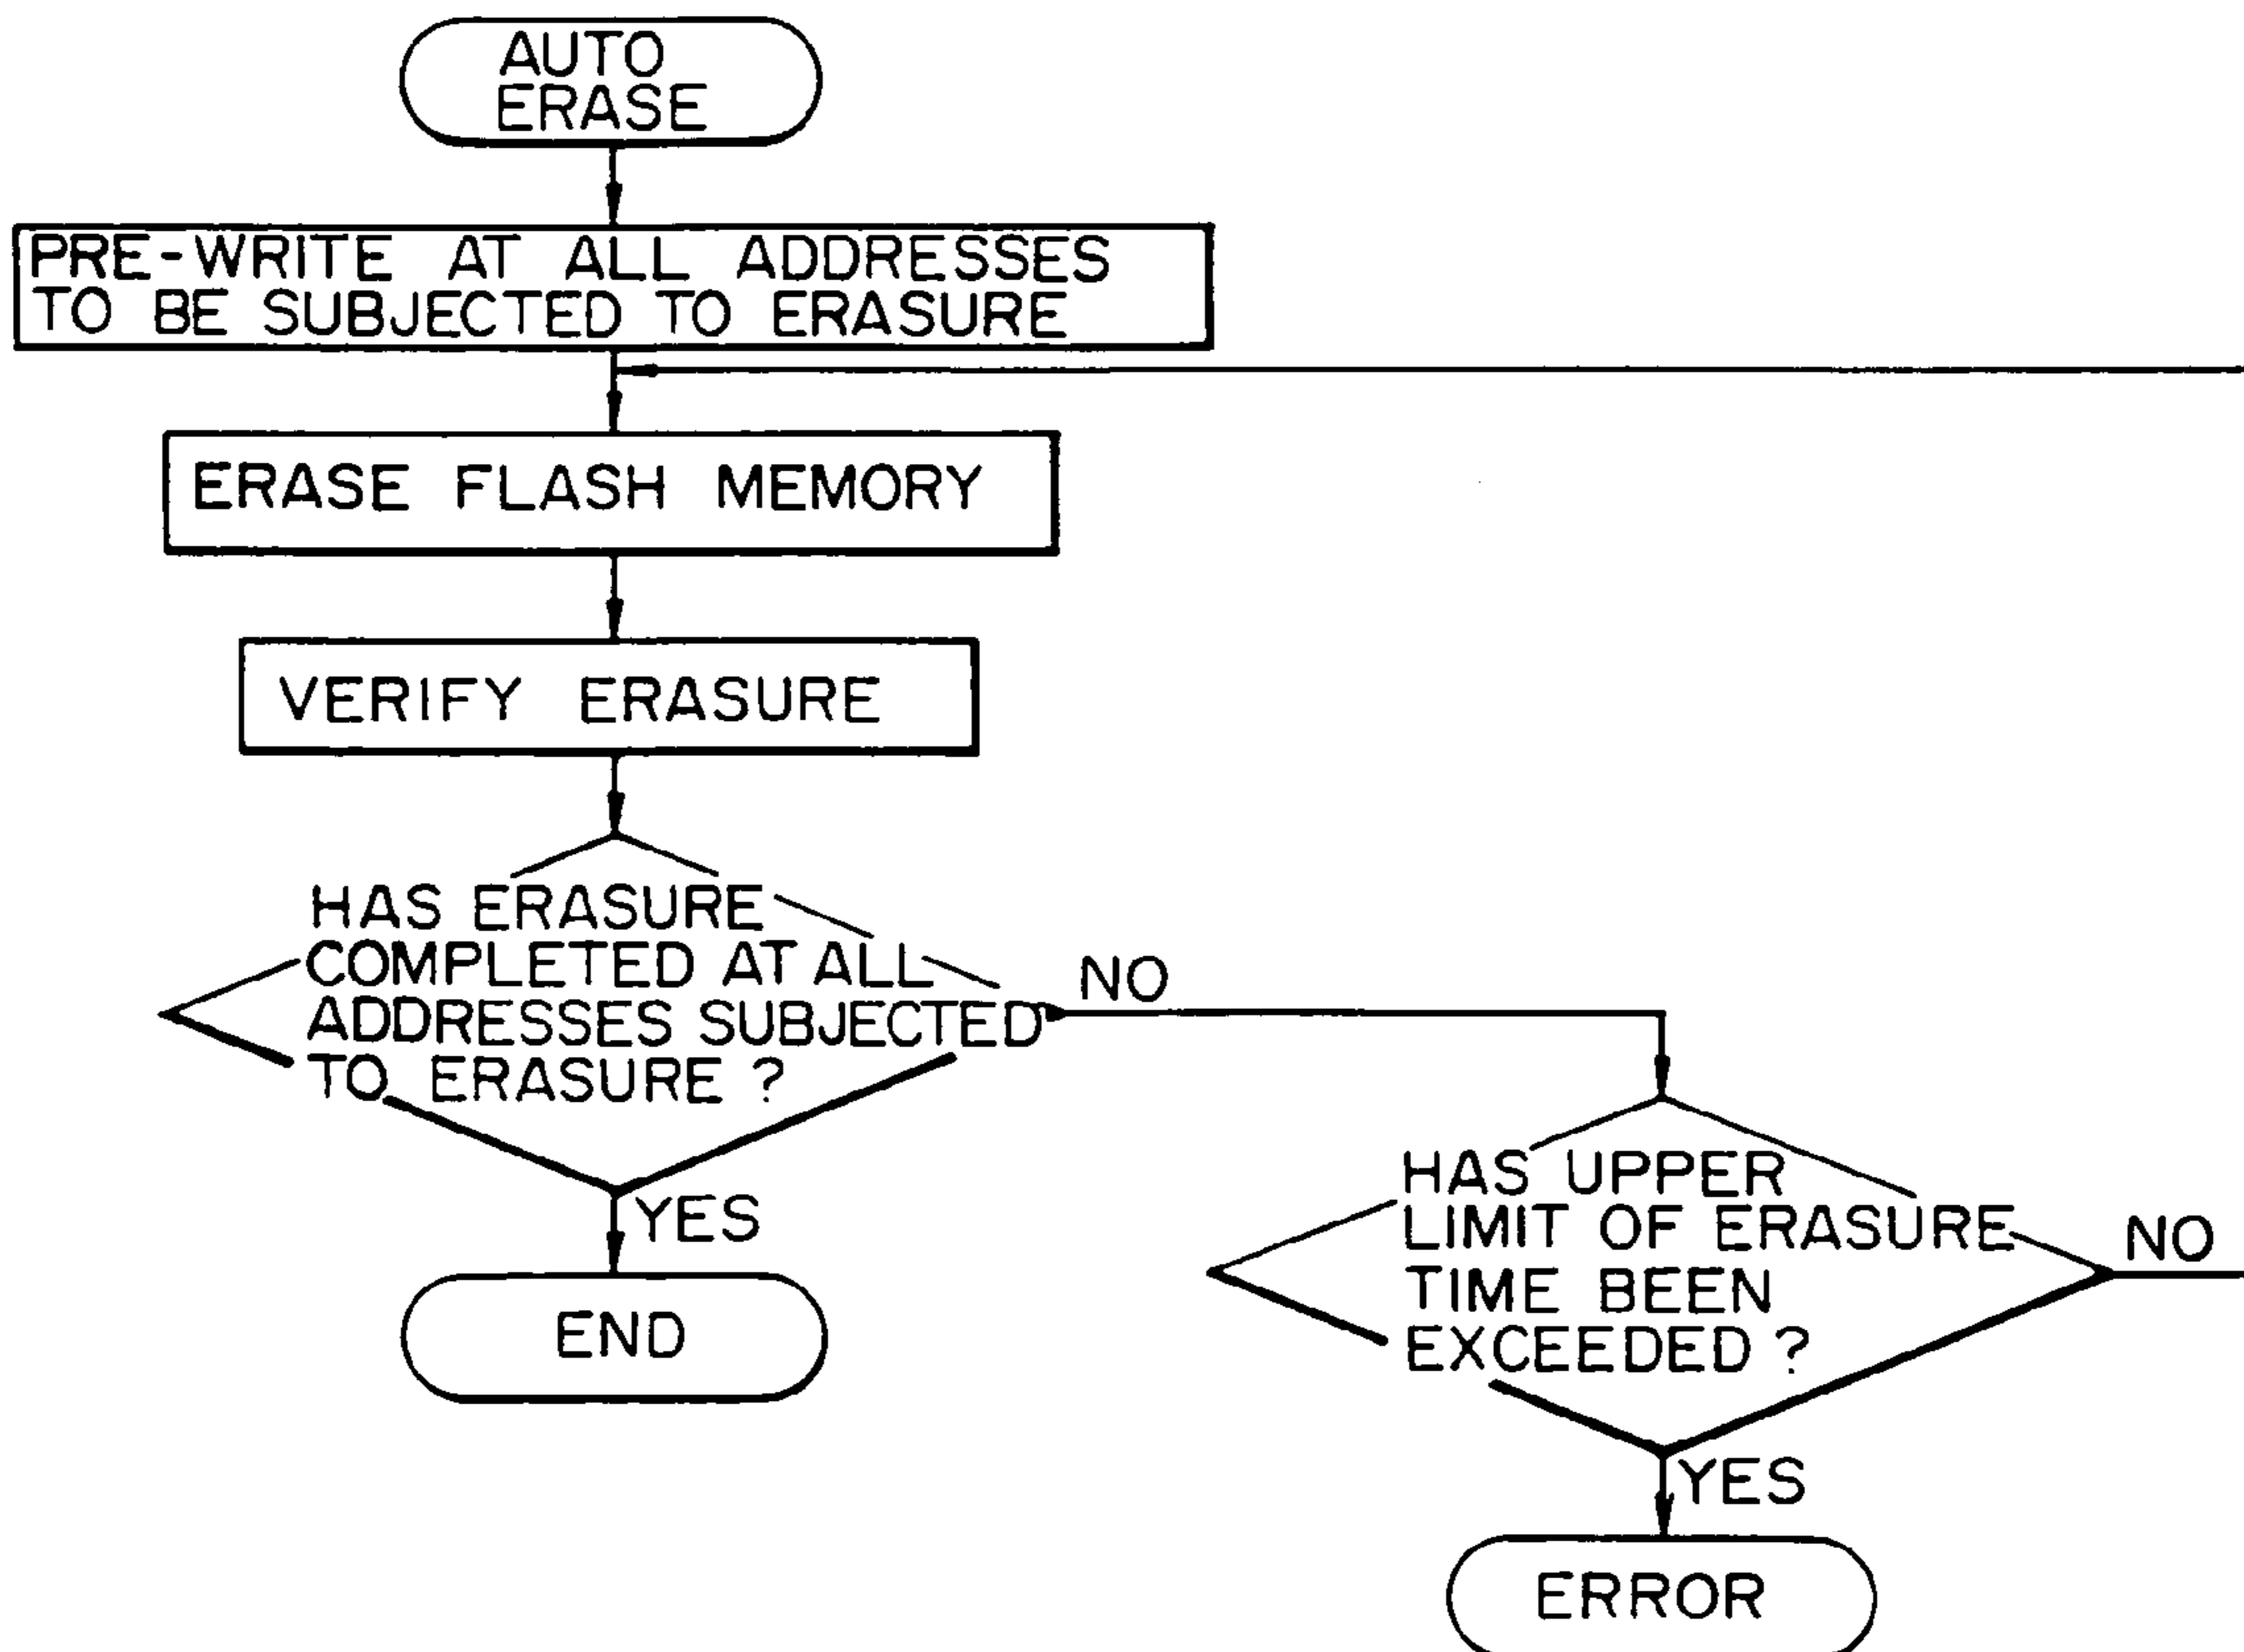 AUTO
ERASE
PRE-WRITE AT ALL ADDRESSES
TO BE SUBJECTED TO ERASURE
ERASE FLASH MEMORY
VERIFY ERASURE
HAS ERASURE
COMPLETED AT ALL
ADDRESSES SUBJECTED
TO ERASURE ?
NO
YES
END
HAS UPPER
LIMIT OF ERASURE
TIME BEEN
EXCEEDED ?
NO
YES
ERROR